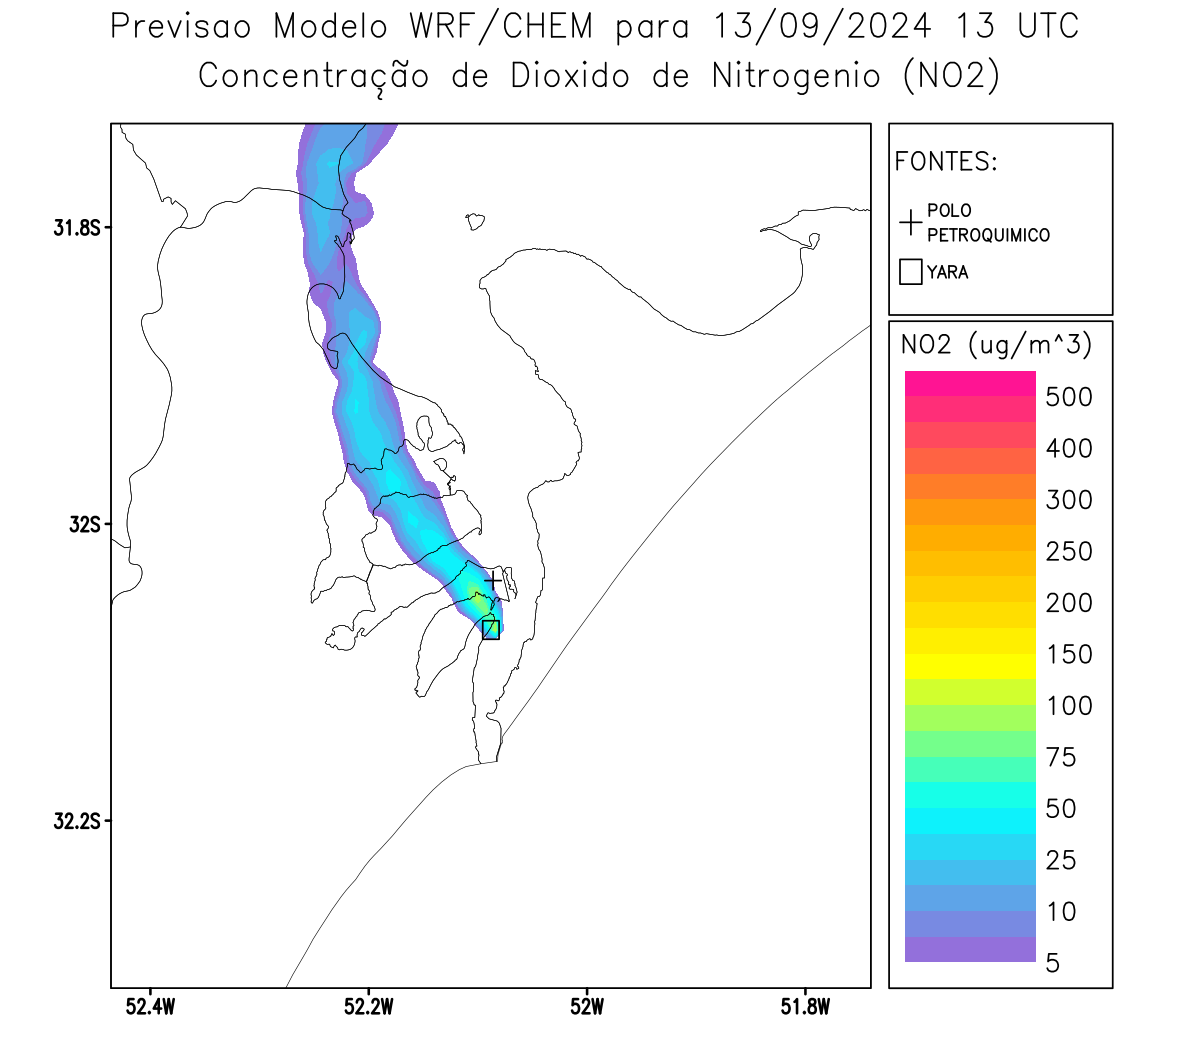 Previsao Modelo WRF/CHEM para 13/09/2024 13 UTC
Concentração de Dioxido de Nitrogenio (NO2)
FONTES:
POLO
PETROQUIMICO
YARA
NO2 (ug/m^3)
500
400
300
250
200
150
100
75
50
25
10
5
31.8S
32S
32.2S
52.4W
52.2W
52W
51.8W